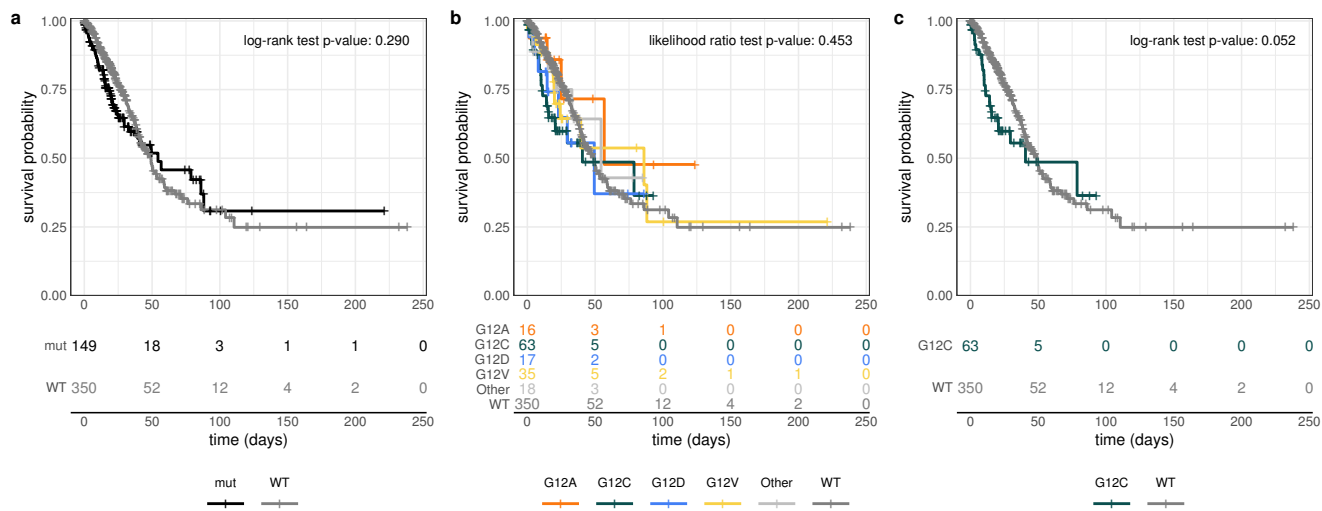 a
log-rank test p-value: 0.290
survival probability
1.00
0.75
0.50
0.25
0.00
0 50 100 150 200 250
mut 149 18 3 1 1 0
WT 350 52 12 4 2 0
0 50 100 150 200 250
time (days)
mut WT
b
likelihood ratio test p-value: 0.453
survival probability
1.00
0.75
0.50
0.25
0.00
0 50 100 150 200 250
G12A 16 3 1 0 0 0
G12C 63 5 0 0 0 0
G12D 17 2 0 0 0 0
G12V 35 5 2 1 1 0
Other 18 3 0 0 0 0
WT 350 52 12 4 2 0
0 50 100 150 200 250
time (days)
G12A G12C G12D G12V Other WT
c
log-rank test p-value: 0.052
survival probability
1.00
0.75
0.50
0.25
0.00
0 50 100 150 200 250
G12C 63 5 0 0 0 0
WT 350 52 12 4 2 0
0 50 100 150 200 250
time (days)
G12C WT